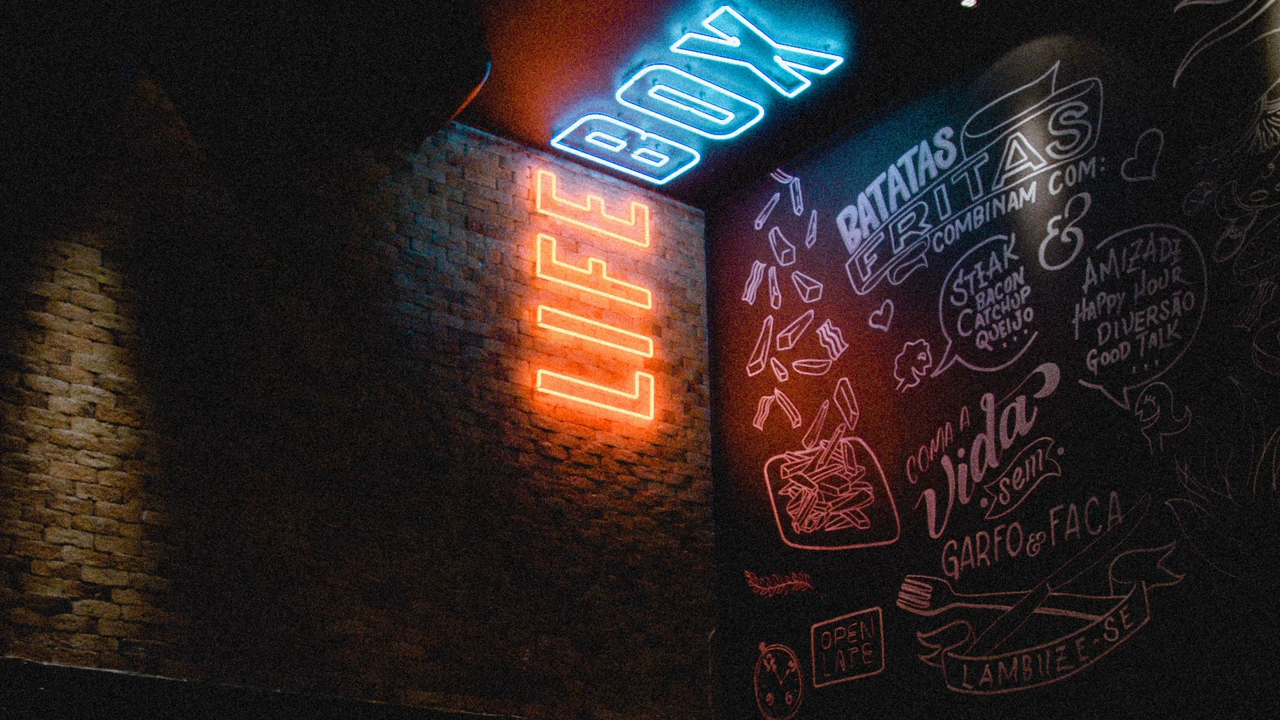 LIFE
BOX
BATATAS
FRITAS
COMBINAM COM:
STEAK
BACON
CATCHUP
QUEIJO
...
&
AMIZADE
HAPPY HOUR
DIVERSÃO
GOOD TALK
...
COMA A
Vida
sem
GARFO & FACA
LAMBUZE-SE
OPEN
LATE